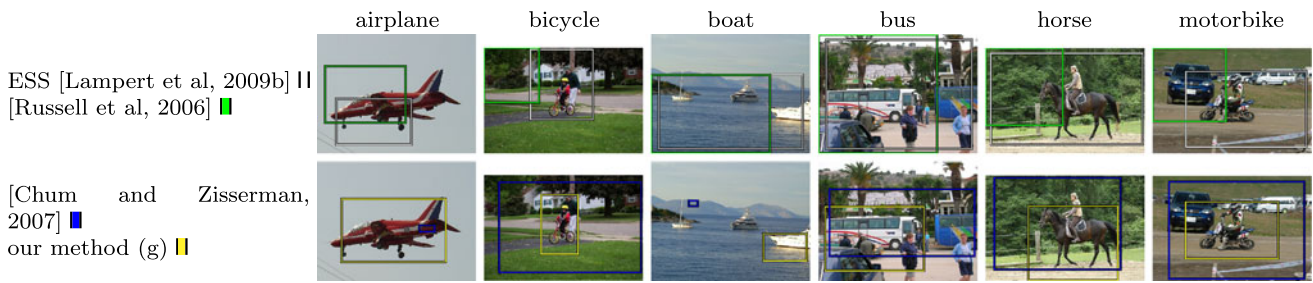 airplane bicycle boat bus horse motorbike
ESS [Lampert et al, 2009b]
[Russell et al, 2006]
[Chum and Zisserman,
2007]
our method (g)